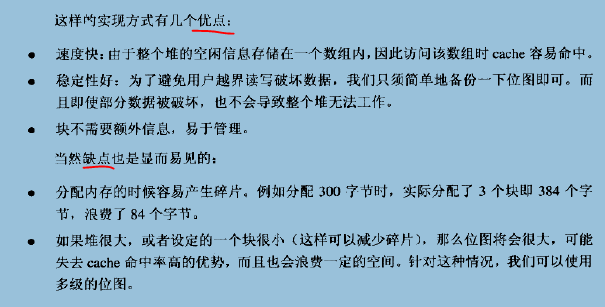 这样的实现方式有几个优点：
● 速度快：由于整个堆的空闲信息存储在一个数组内，因此访问该数组时 cache 容易命中。
● 稳定性好：为了避免用户越界读写破坏数据，我们只须简单地备份一下位图即可。而
且即使部分数据被破坏，也不会导致整个堆无法工作。
● 块不需要额外信息，易于管理。
当然缺点也是显而易见的：
● 分配内存的时候容易产生碎片。例如分配 300 字节时，实际分配了 3 个块即 384 个字
节，浪费了 84 个字节。
● 如果堆很大，或者设定的一个块很小（这样可以减少碎片），那么位图将会很大，可能
失去 cache 命中率高的优势，而且也会浪费一定的空间。针对这种情况，我们可以使用
多级的位图。